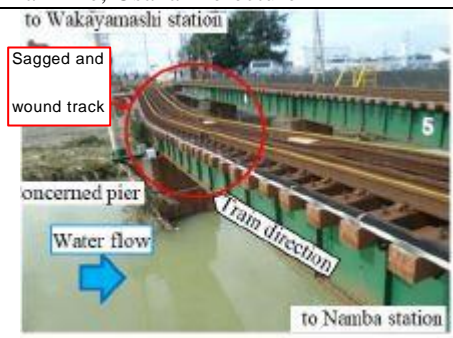 to Wakayamashi station
Sagged and
wound track
5
oncerned pier
Train direction
Water flow
to Namba station